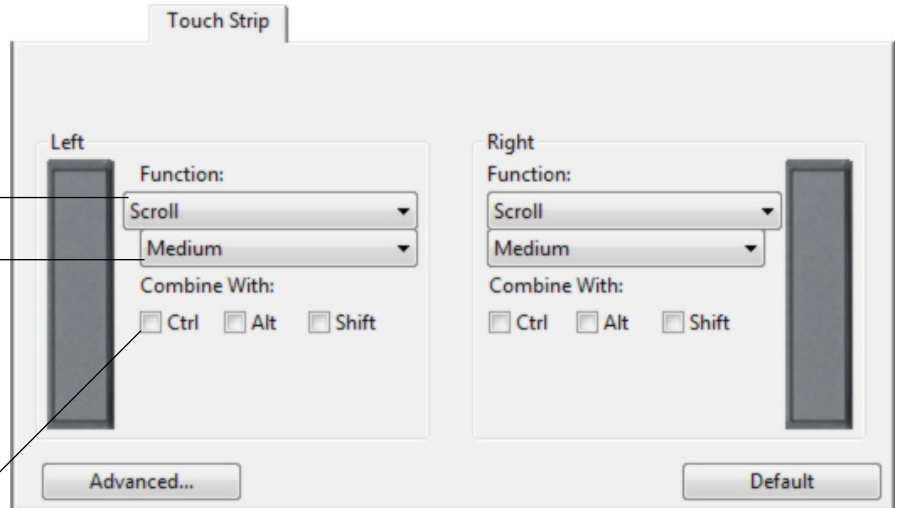 Touch Strip
Left
Function:
Scroll
Medium
Combine With:
Ctrl Alt Shift
Right
Function:
Scroll
Medium
Combine With:
Ctrl Alt Shift
Advanced...
Default